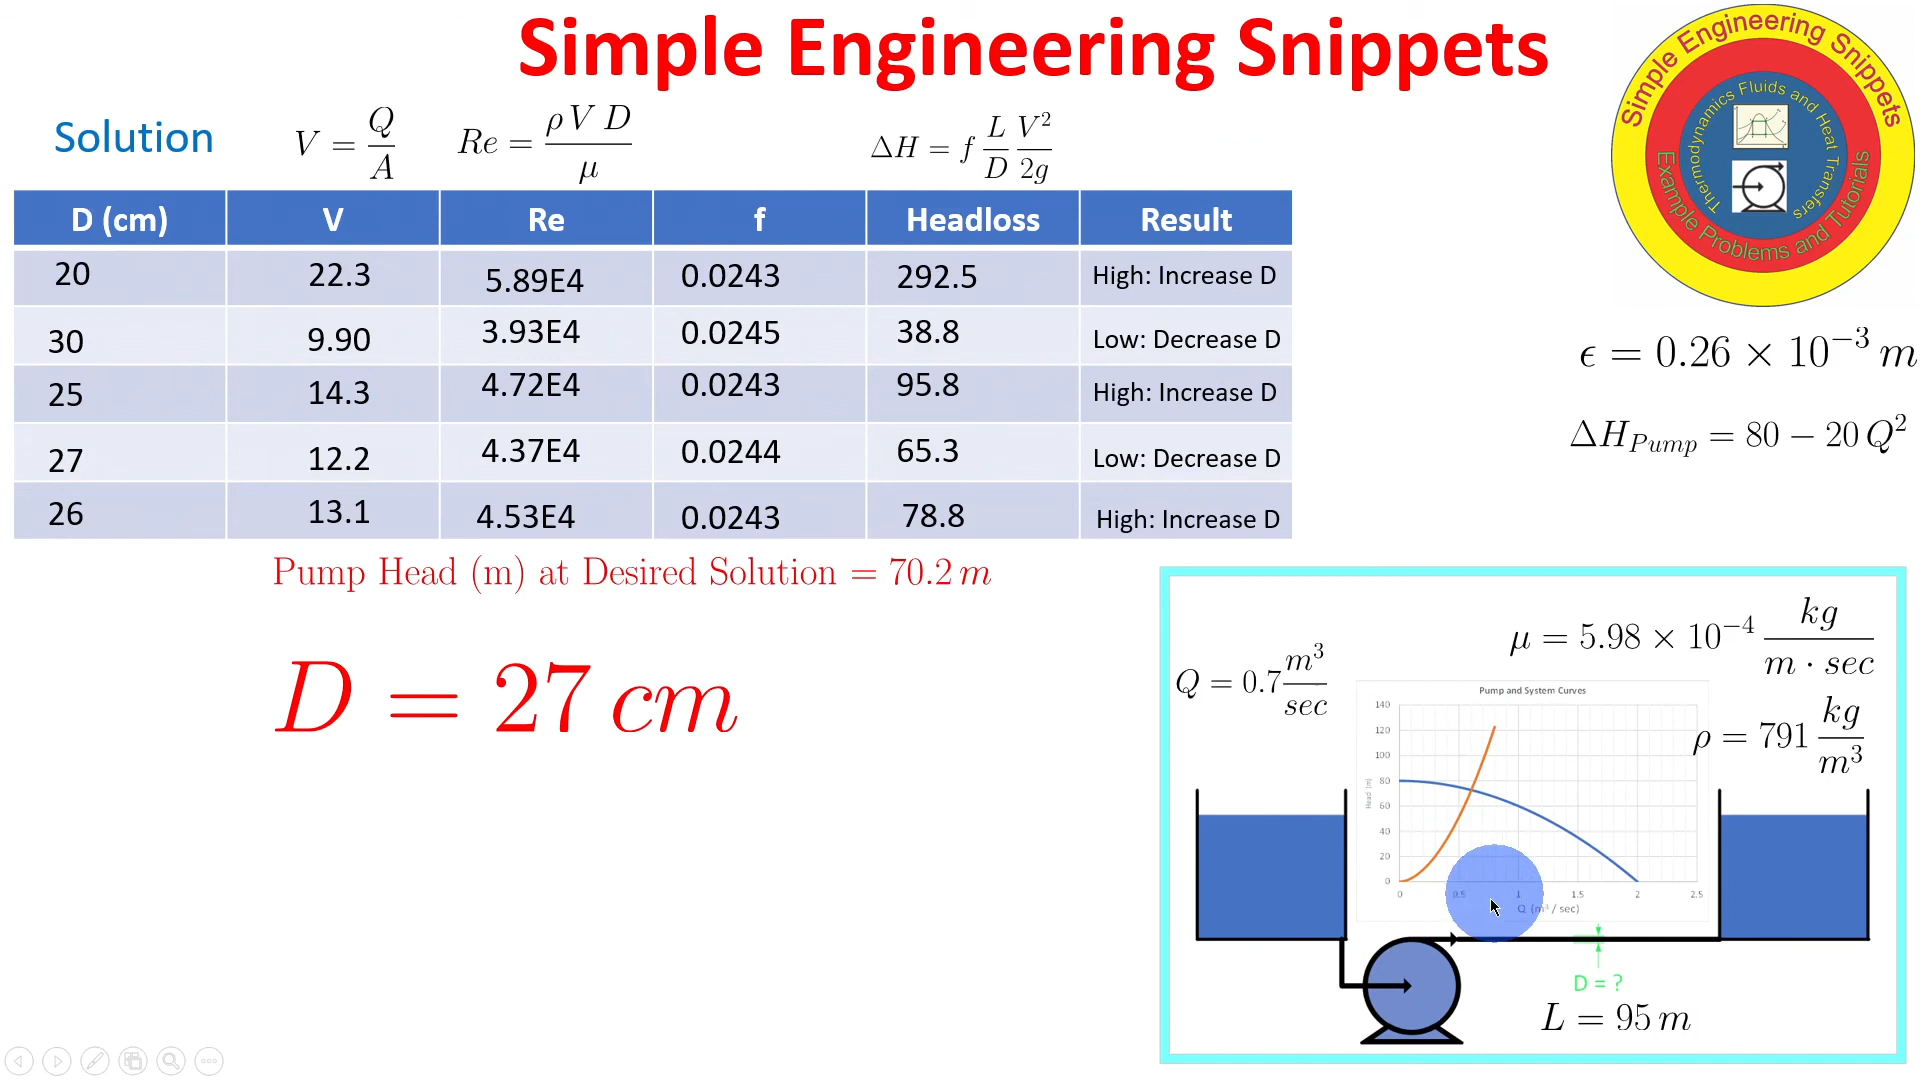 Simple Engineering Snippets
Simple Engineering Snippets
Thermodynamics Fluids and Heat Transfers
Example Problems and Tutorials
Solution
V = Q/A
Re = ρ V D / μ
ΔH = f L/D V²/2g
D (cm) V Re f Headloss Result
20 22.3 5.89E4 0.0243 292.5 High: Increase D
30 9.90 3.93E4 0.0245 38.8 Low: Decrease D
25 14.3 4.72E4 0.0243 95.8 High: Increase D
27 12.2 4.37E4 0.0244 65.3 Low: Decrease D
26 13.1 4.53E4 0.0243 78.8 High: Increase D
ϵ = 0.26 × 10⁻³ m
ΔH_Pump = 80 − 20 Q²
Pump Head (m) at Desired Solution = 70.2 m
D = 27 cm
μ = 5.98 × 10⁻⁴ kg / m · sec
Q = 0.7 m³/sec
ρ = 791 kg/m³
Pump and System Curves
140
120
100
80
60
40
20
0
Head (m)
0 0.5 1 1.5 2 2.5
Q (m³ / sec)
D = ?
L = 95 m